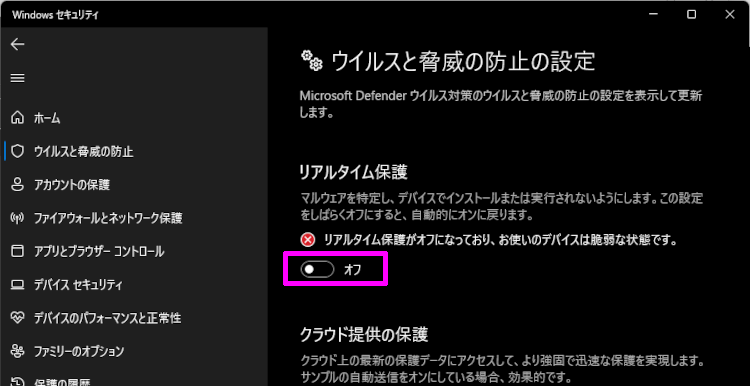 Windows セキュリティ
ホーム
ウイルスと脅威の防止
アカウントの保護
ファイアウォールとネットワーク保護
アプリとブラウザー コントロール
デバイス セキュリティ
デバイスのパフォーマンスと正常性
ファミリーのオプション
保護の履歴
ウイルスと脅威の防止の設定
Microsoft Defender ウイルス対策のウイルスと脅威の防止の設定を表示して更新
します。
リアルタイム保護
マルウェアを特定し、デバイスでインストールまたは実行されないようにします。この設定
をしばらくオフにすると、自動的にオンに戻ります。
リアルタイム保護がオフになっており、お使いのデバイスは脆弱な状態です。
オフ
クラウド提供の保護
クラウド上の最新の保護データにアクセスして、より強固で迅速な保護を実現します。
サンプルの自動送信をオンにしている場合、効果的です。